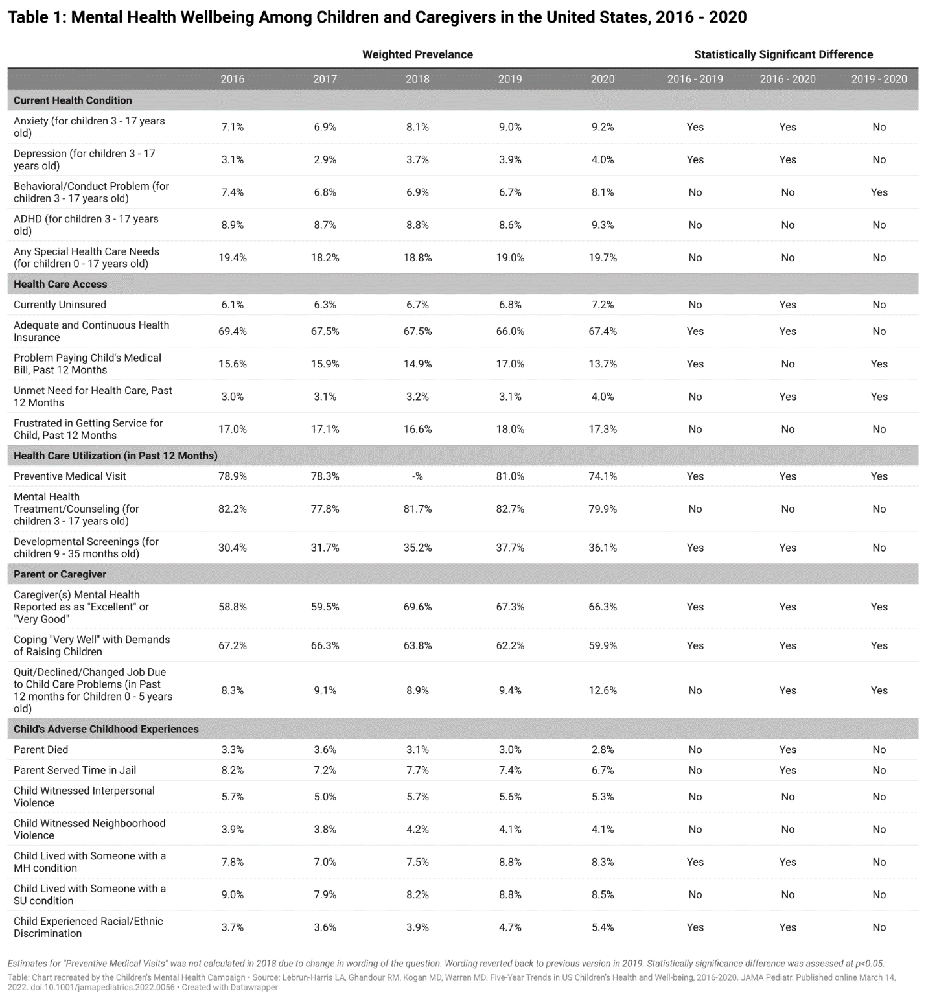 Table 1: Mental Health Wellbeing Among Children and Caregivers in the United States, 2016 - 2020
Weighted Prevelance Statistically Significant Difference
2016 2017 2018 2019 2020 2016 - 2019 2016 - 2020 2019 - 2020
Current Health Condition
Anxiety (for children 3 - 17 years
old) 7.1% 6.9% 8.1% 9.0% 9.2% Yes Yes No
Depression (for children 3 - 17
years old) 3.1% 2.9% 3.7% 3.9% 4.0% Yes Yes No
Behavioral/Conduct Problem (for
children 3 - 17 years old) 7.4% 6.8% 6.9% 6.7% 8.1% No No Yes
ADHD (for children 3 - 17 years
old) 8.9% 8.7% 8.8% 8.6% 9.3% No No No
Any Special Health Care Needs
(for children 0 - 17 years old) 19.4% 18.2% 18.8% 19.0% 19.7% No No No
Health Care Access
Currently Uninsured 6.1% 6.3% 6.7% 6.8% 7.2% No Yes No
Adequate and Continuous Health
Insurance 69.4% 67.5% 67.5% 66.0% 67.4% Yes Yes No
Problem Paying Child's Medical
Bill, Past 12 Months 15.6% 15.9% 14.9% 17.0% 13.7% Yes No Yes
Unmet Need for Health Care, Past
12 Months 3.0% 3.1% 3.2% 3.1% 4.0% No Yes Yes
Frustrated in Getting Service for
Child, Past 12 Months 17.0% 17.1% 16.6% 18.0% 17.3% No No No
Health Care Utilization (in Past 12 Months)
Preventive Medical Visit 78.9% 78.3% -% 81.0% 74.1% Yes Yes Yes
Mental Health
Treatment/Counseling (for
children 3 - 17 years old) 82.2% 77.8% 81.7% 82.7% 79.9% No No No
Developmental Screenings (for
children 9 - 35 months old) 30.4% 31.7% 35.2% 37.7% 36.1% Yes Yes No
Parent or Caregiver
Caregiver(s) Mental Health
Reported as as "Excellent" or
"Very Good" 58.8% 59.5% 69.6% 67.3% 66.3% Yes Yes Yes
Coping "Very Well" with Demands
of Raising Children 67.2% 66.3% 63.8% 62.2% 59.9% Yes Yes Yes
Quit/Declined/Changed Job Due
to Child Care Problems (in Past
12 months for Children 0 - 5 years
old) 8.3% 9.1% 8.9% 9.4% 12.6% No Yes Yes
Child's Adverse Childhood Experiences
Parent Died 3.3% 3.6% 3.1% 3.0% 2.8% No Yes No
Parent Served Time in Jail 8.2% 7.2% 7.7% 7.4% 6.7% No Yes No
Child Witnessed Interpersonal
Violence 5.7% 5.0% 5.7% 5.6% 5.3% No No No
Child Witnessed Neighboorhood
Violence 3.9% 3.8% 4.2% 4.1% 4.1% No No No
Child Lived with Someone with a
MH condition 7.8% 7.0% 7.5% 8.8% 8.3% Yes Yes No
Child Lived with Someone with a
SU condition 9.0% 7.9% 8.2% 8.8% 8.5% No No No
Child Experienced Racial/Ethnic
Discrimination 3.7% 3.6% 3.9% 4.7% 5.4% Yes Yes No
Estimates for "Preventive Medical Visits" was not calculated in 2018 due to change in wording of the question. Wording reverted back to previous version in 2019. Statistically significance difference was assessed at p<0.05.
Table: Chart recreated by the Children's Mental Health Campaign • Source: Lebrun-Harris LA, Ghandour RM, Kogan MD, Warren MD. Five-Year Trends in US Children's Health and Well-being, 2016-2020. JAMA Pediatr. Published online March 14,
2022. doi:10.1001/jamapediatrics.2022.0056 • Created with Datawrapper